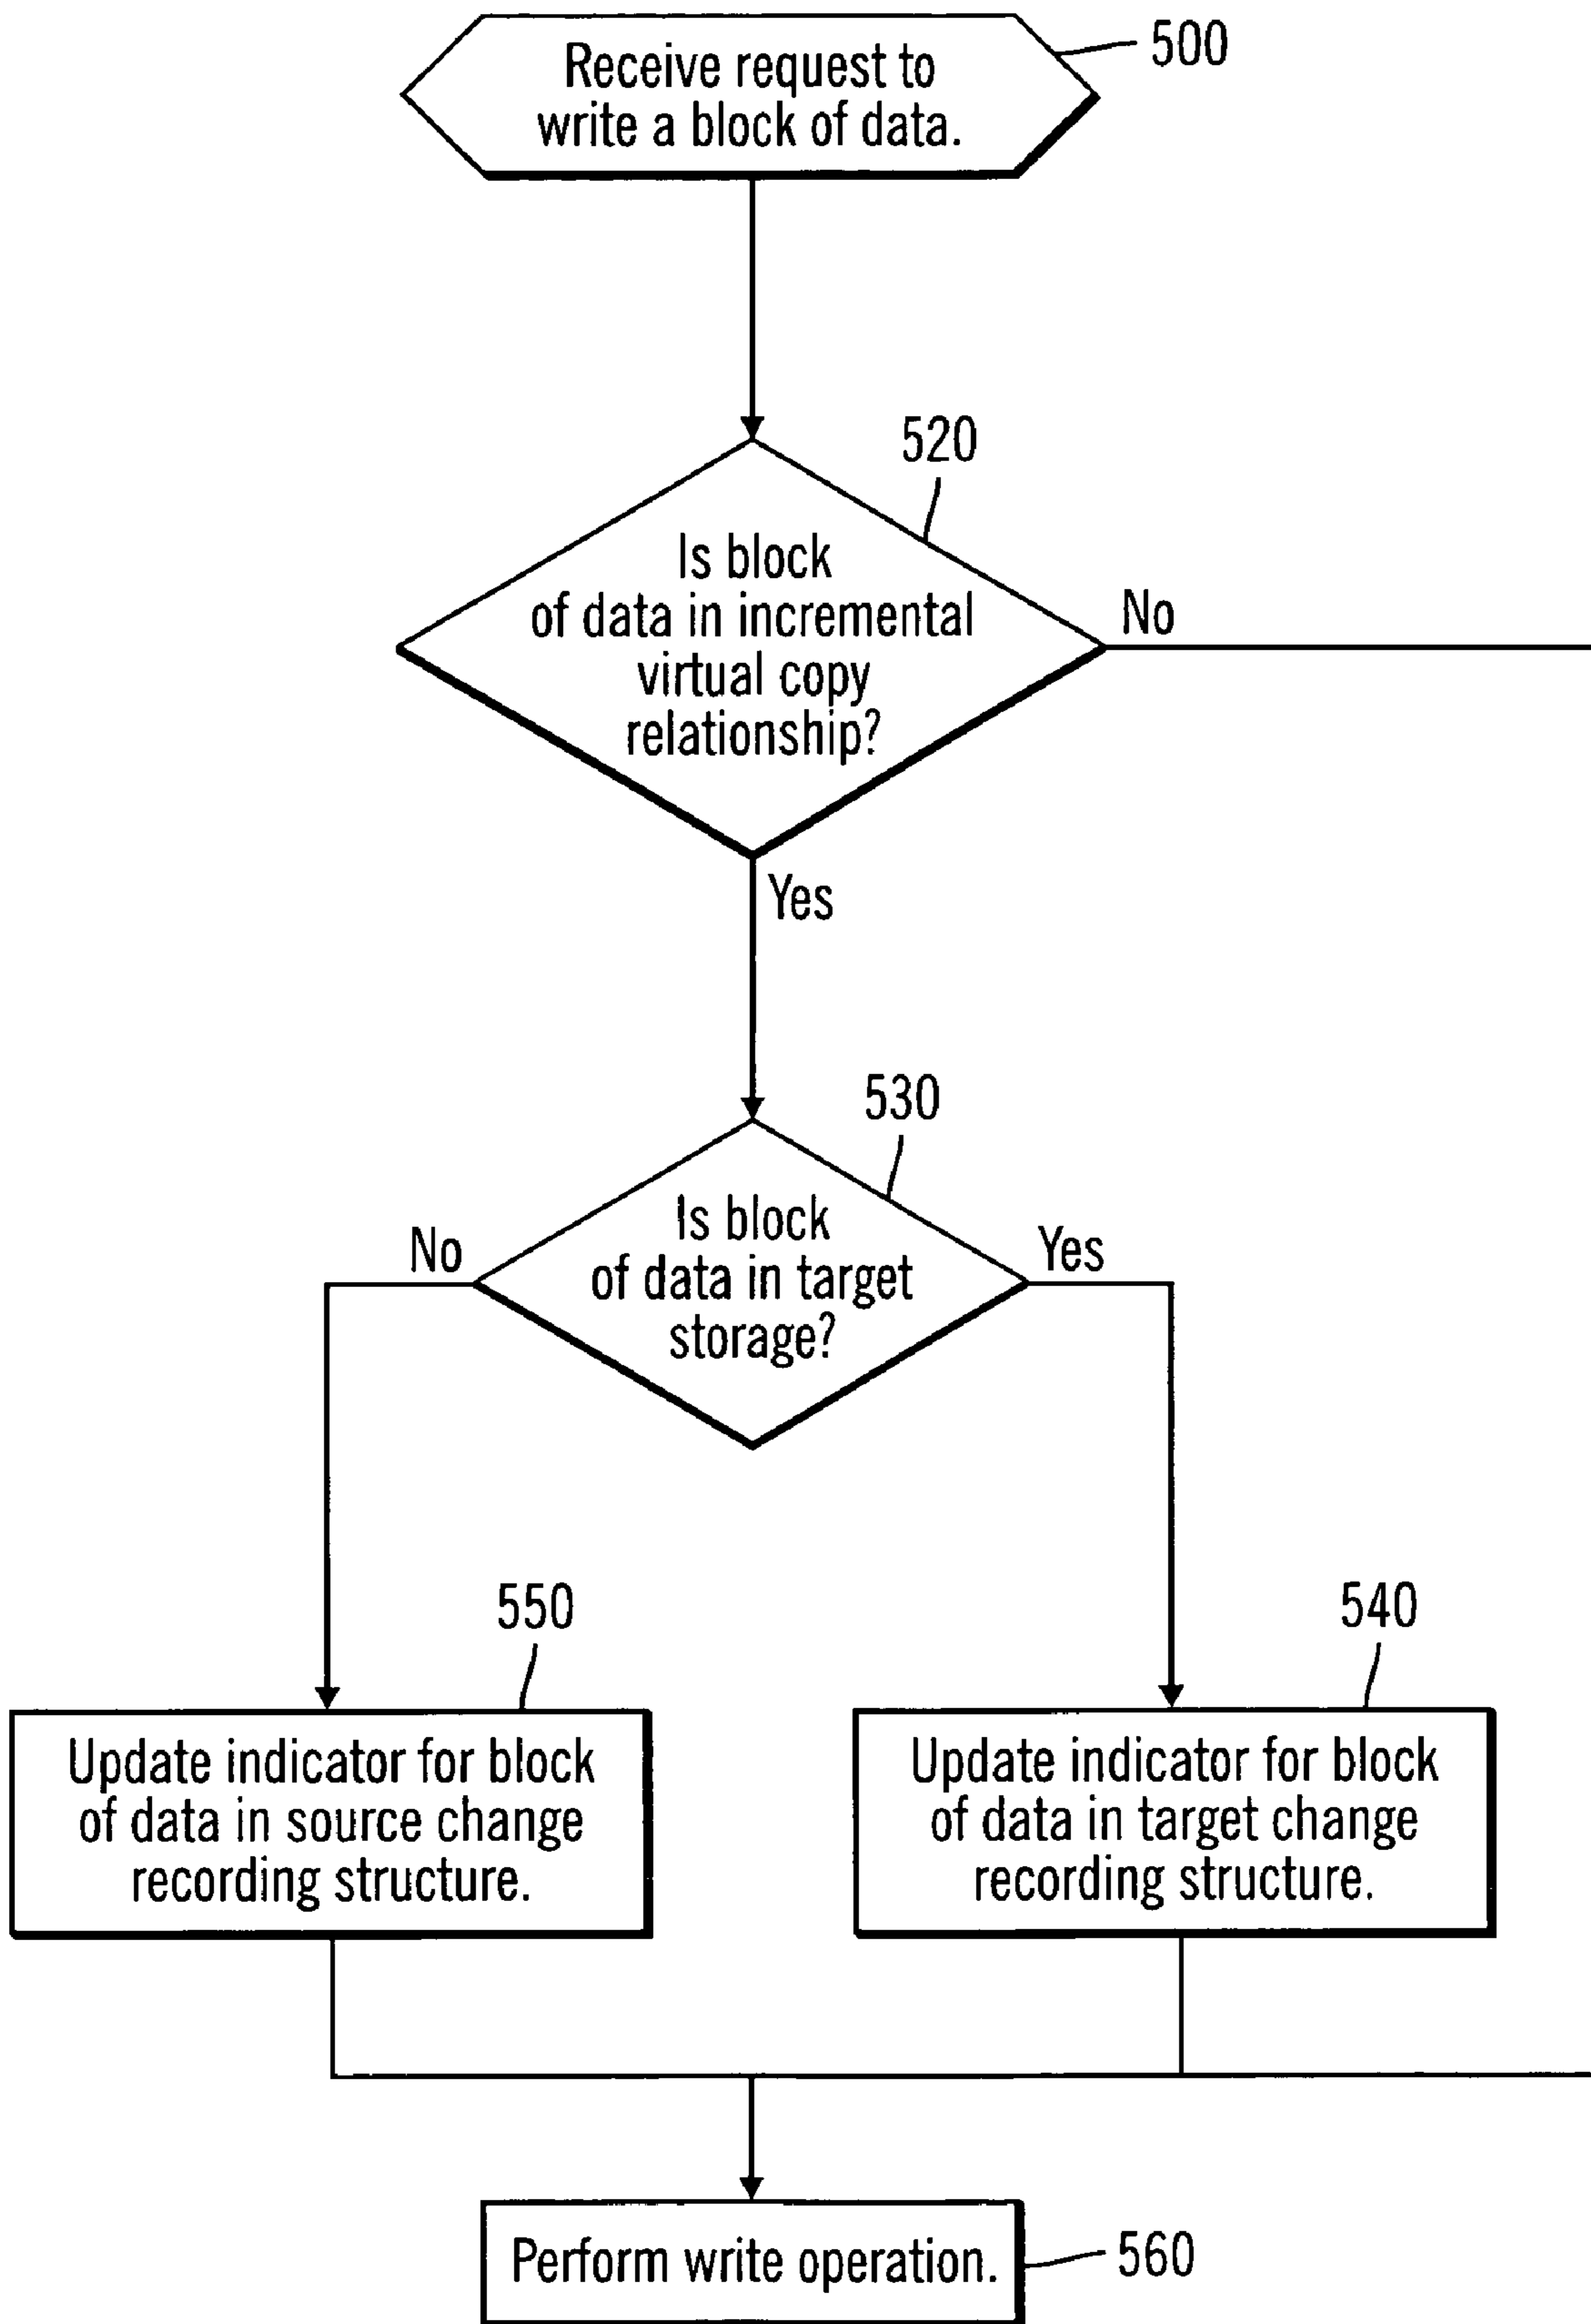 Receive request to
write a block of data.
500
520
Is block
of data in incremental
virtual copy
relationship?
No
Yes
530
Is block
of data in target
storage?
No
Yes
550
540
Update indicator for block
of data in source change
recording structure.
Update indicator for block
of data in target change
recording structure.
Perform write operation.
560